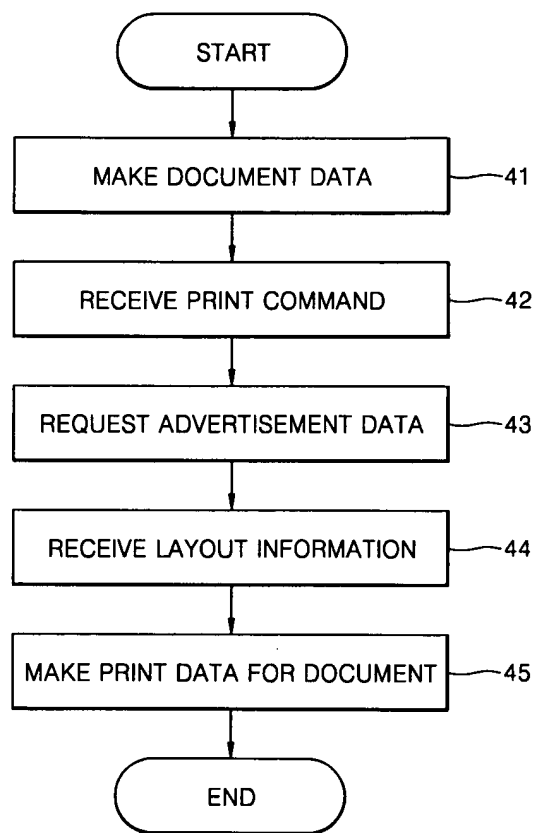 START
MAKE DOCUMENT DATA
41
RECEIVE PRINT COMMAND
42
REQUEST ADVERTISEMENT DATA
43
RECEIVE LAYOUT INFORMATION
44
MAKE PRINT DATA FOR DOCUMENT
45
END